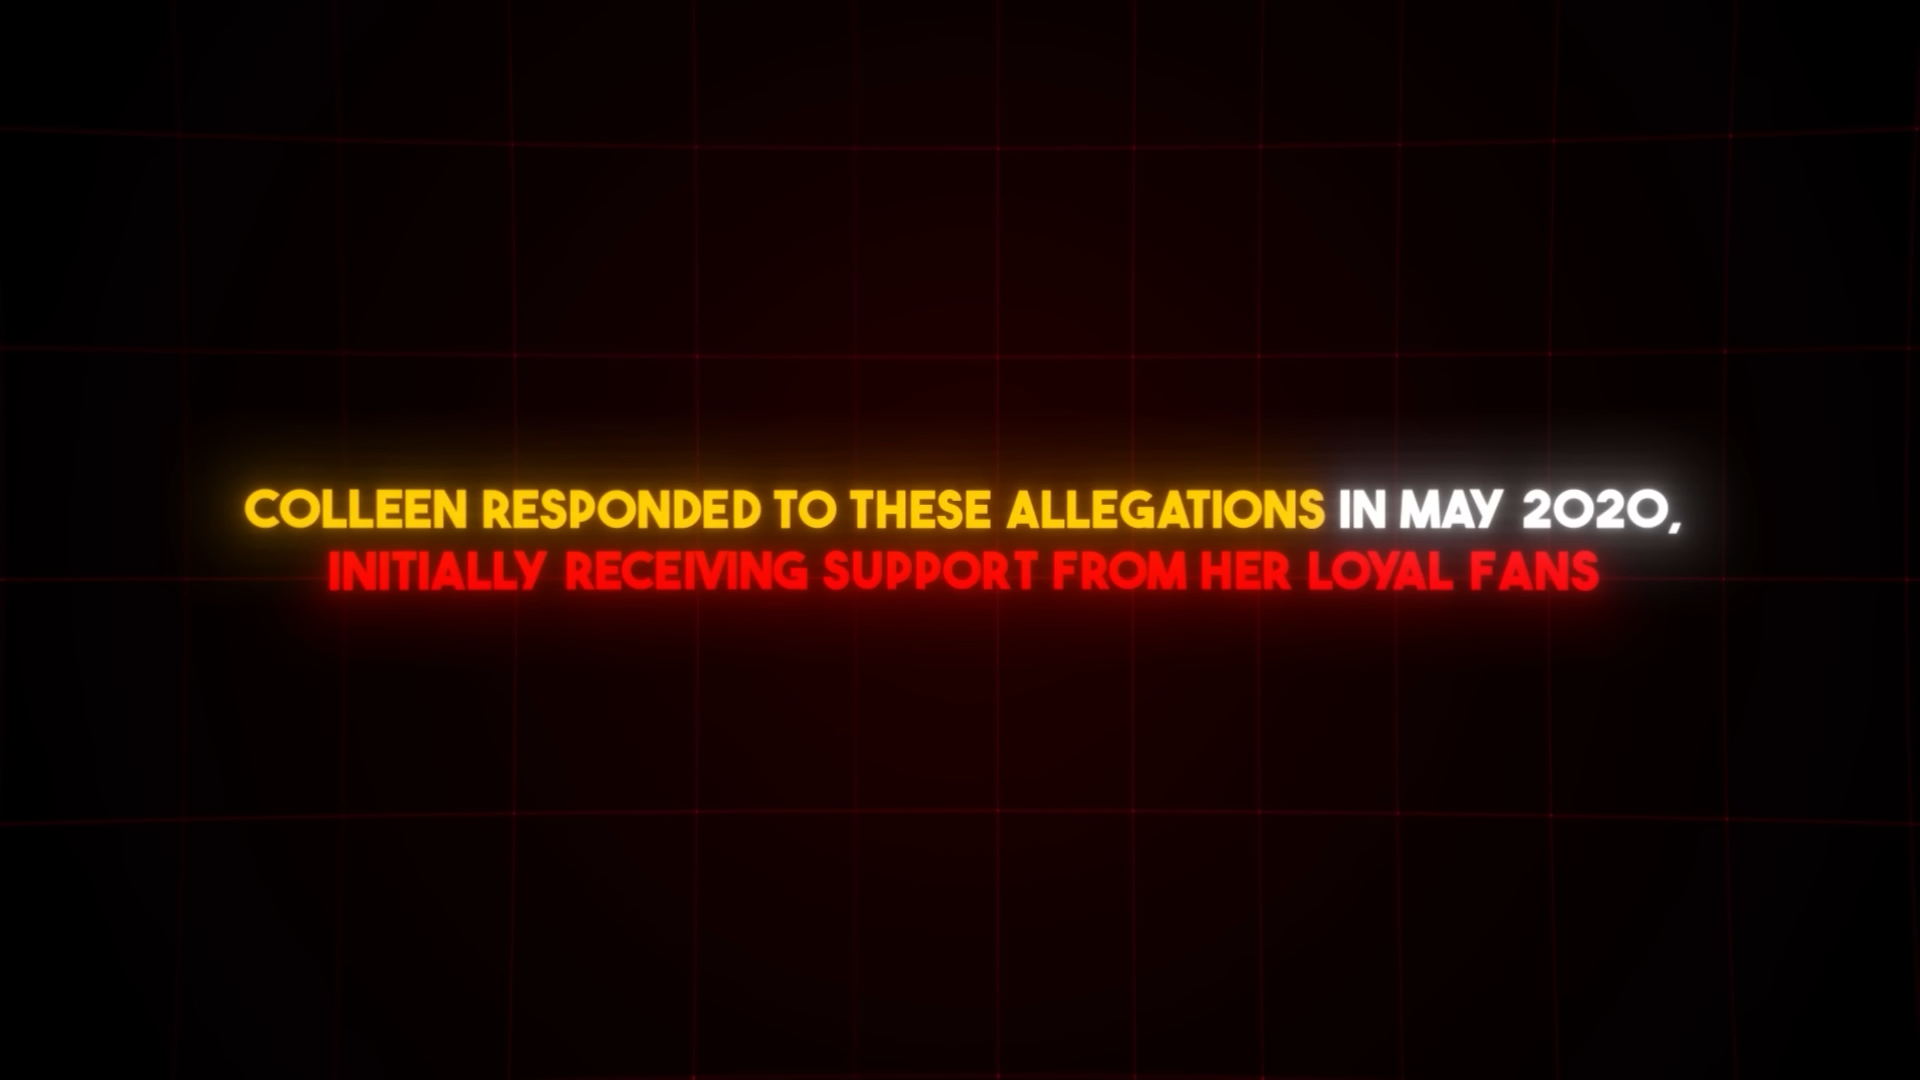 COLLEEN RESPONDED TO THESE ALLEGATIONS IN MAY 2020,
INITIALLY RECEIVING SUPPORT FROM HER LOYAL FANS